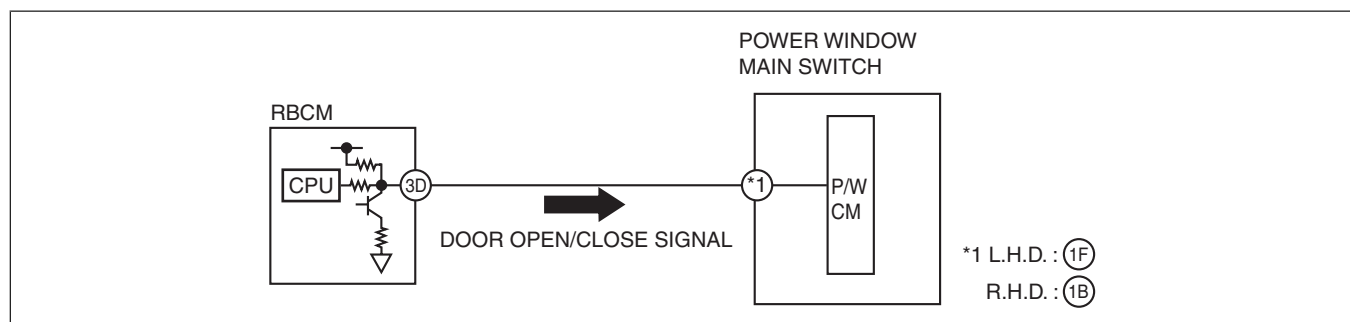 POWER WINDOW
MAIN SWITCH
RBCM
CPU
3D
*1
P/W
CM
DOOR OPEN/CLOSE SIGNAL
*1 L.H.D. : 1F
R.H.D. : 1B